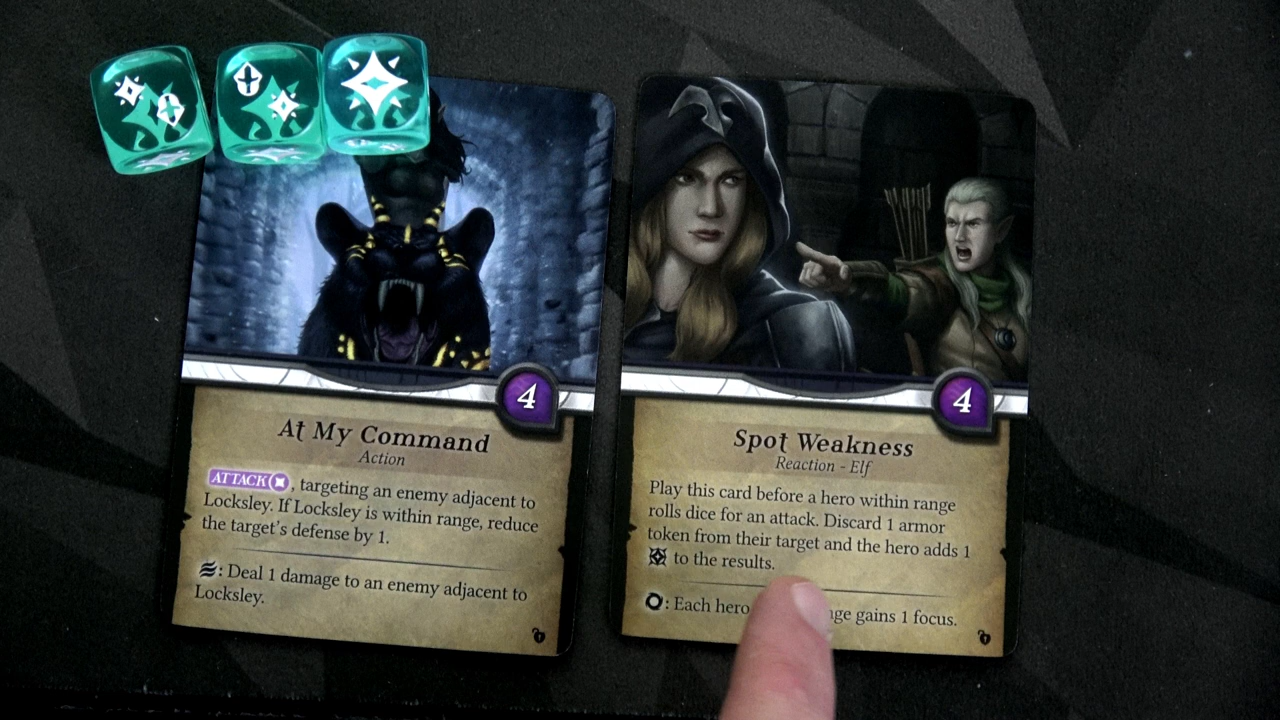 4
At My Command
Action
ATTACK , targeting an enemy adjacent to
Locksley. If Locksley is within range, reduce
the target's defense by 1.
: Deal 1 damage to an enemy adjacent to
Locksley.
4
Spot Weakness
Reaction - Elf
Play this card before a hero within range
rolls dice for an attack. Discard 1 armor
token from their target and the hero adds 1
to the results.
: Each hero gains 1 focus.